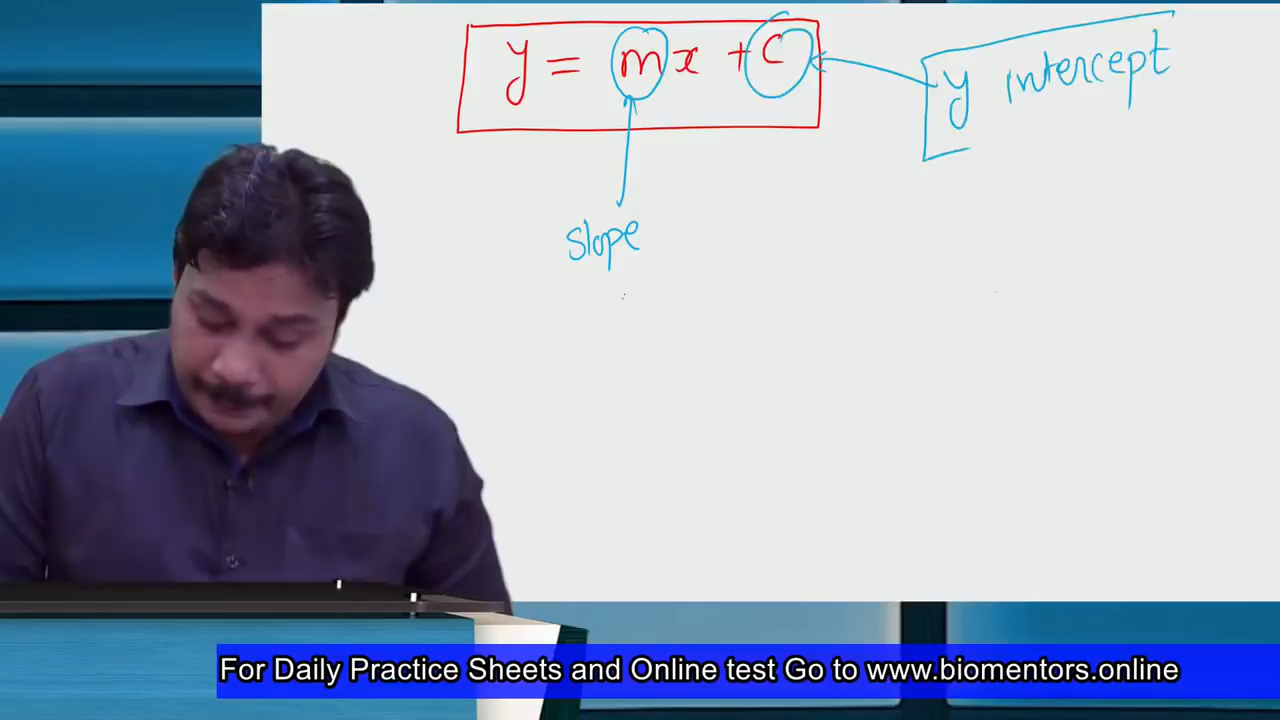 y = mx + c
y intercept
slope
For Daily Practice Sheets and Online test Go to www.biomentors.online